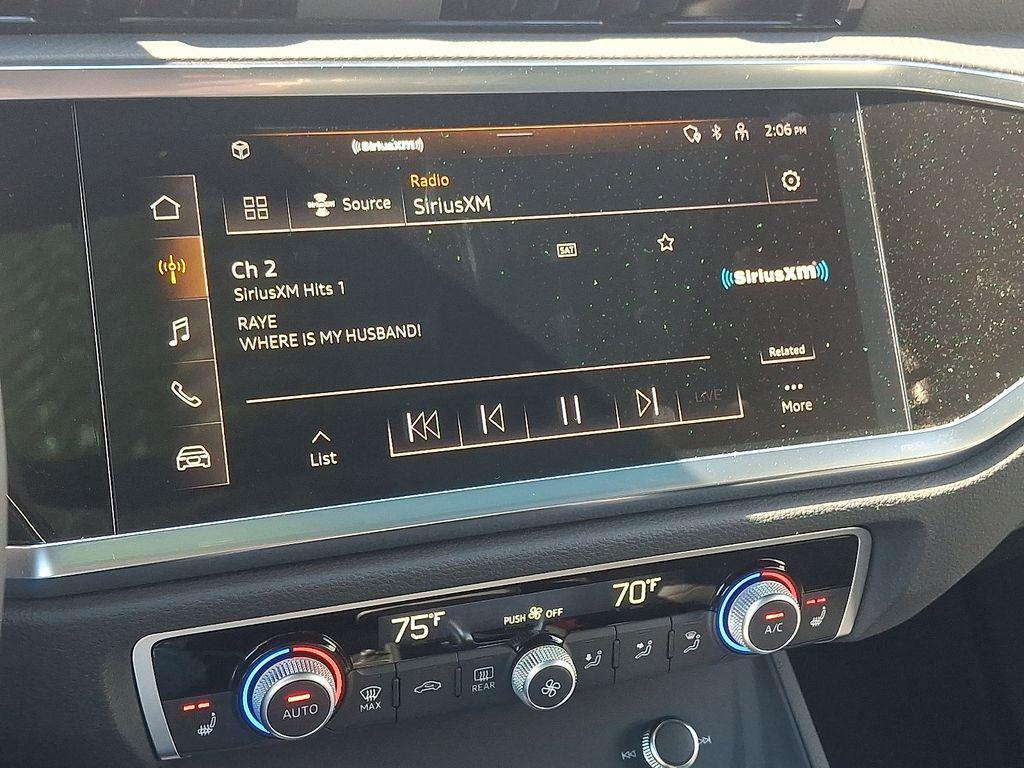 ((SiriusXM))
2:06 PM
Source
Radio
SiriusXM
SAT
Ch 2
SiriusXM Hits 1
((SiriusXM))
RAYE
WHERE IS MY HUSBAND!
Related
LIVE
More
List
75°F
PUSH OFF
70°F
AUTO
MAX
REAR
A/C